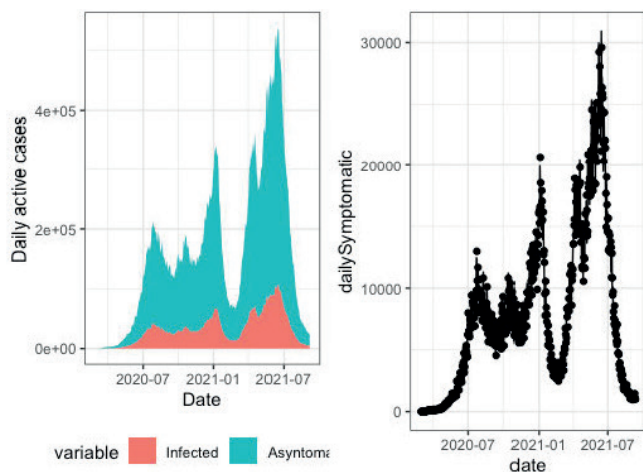 Daily active cases
4e+05
2e+05
0e+00
2020-07 2021-01 2021-07
Date
variable Infected Asyntoma
dailySymptomatic
30000
20000
10000
0
2020-07 2021-01 2021-07
date